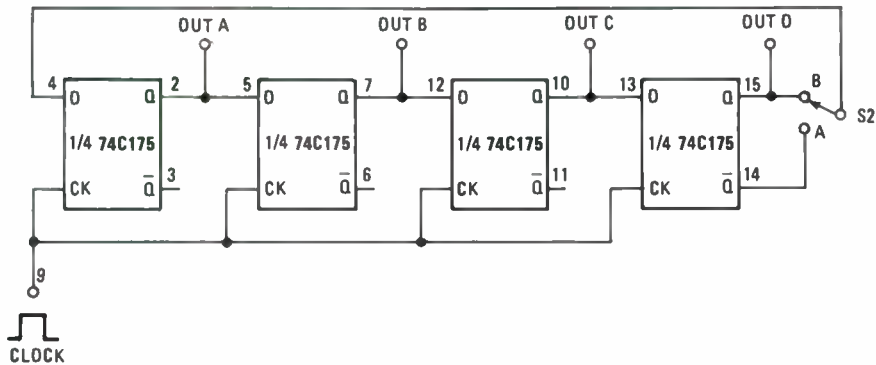 OUT A OUT B OUT C OUT D
4 D Q 2 5 D Q 7 12 D Q 10 13 D Q 15 B
S2
A
1/4 74C175 1/4 74C175 1/4 74C175 1/4 74C175
CK Q̅ 3 CK Q̅ 6 CK Q̅ 11 CK Q̅ 14
9
CLOCK